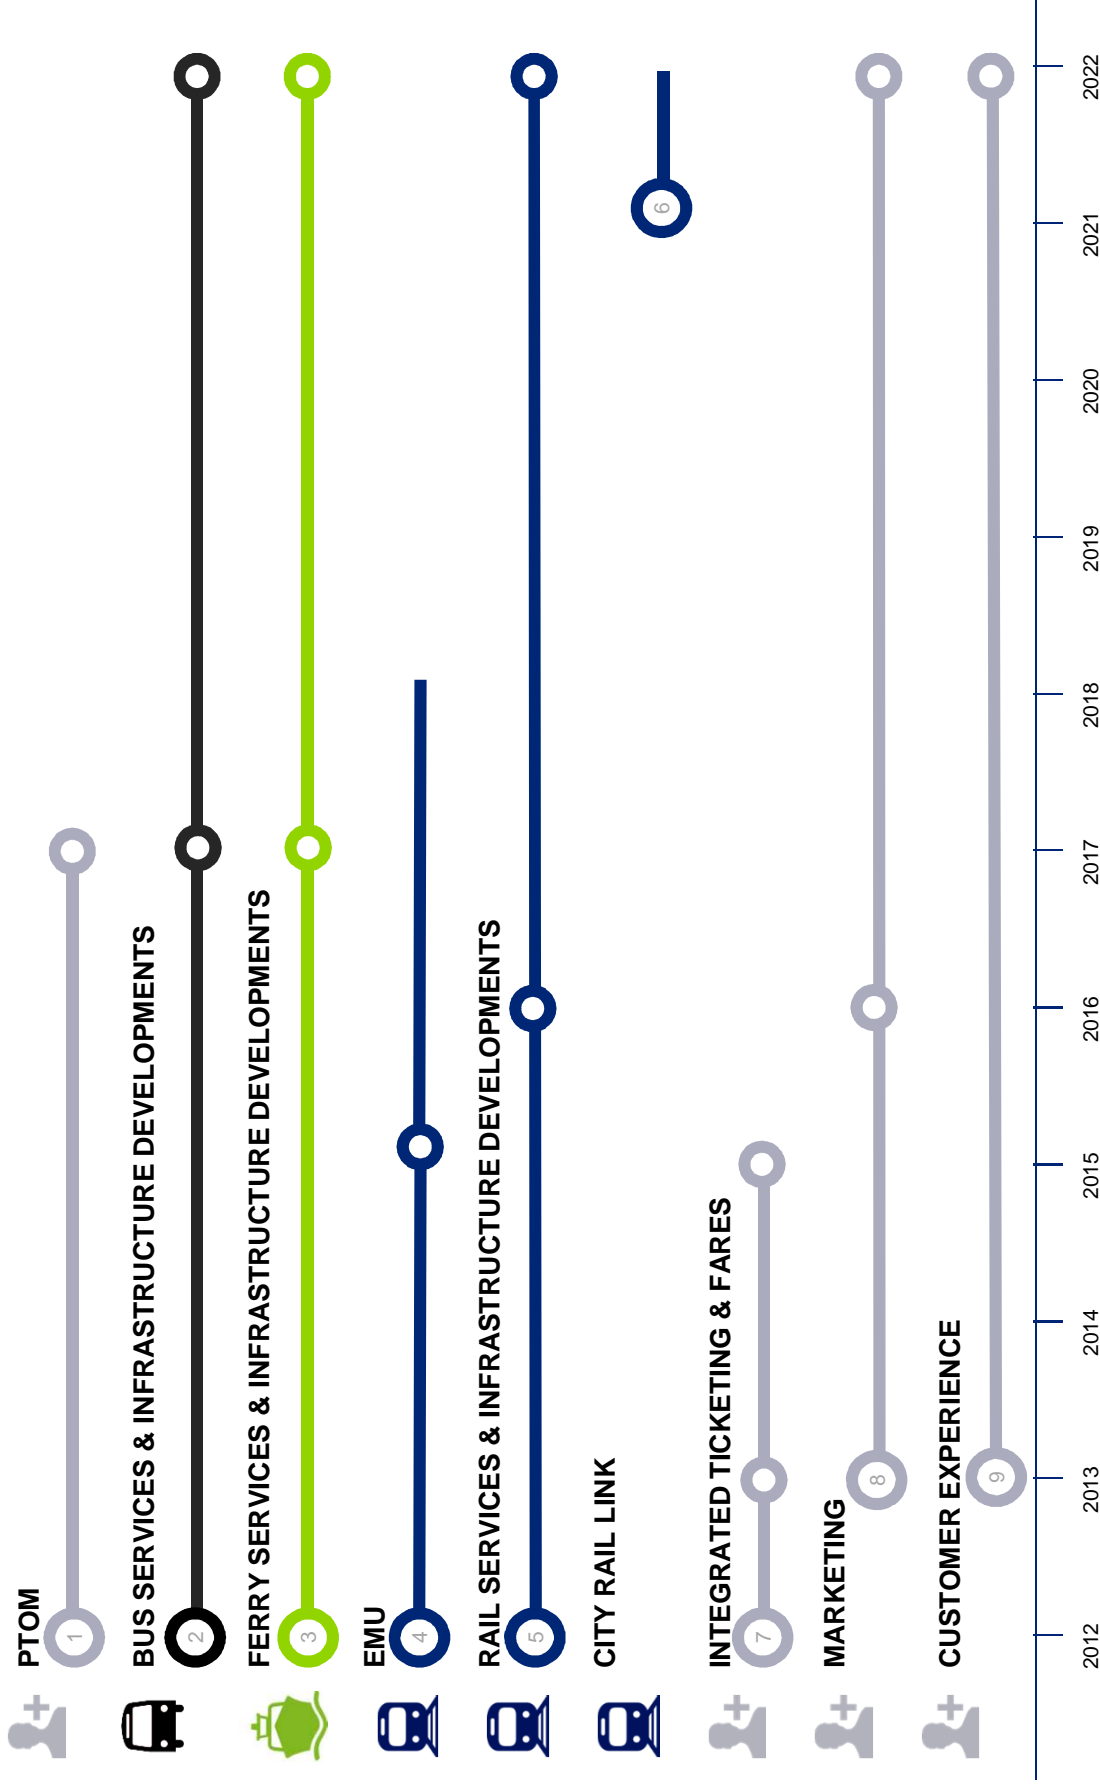 PTOM
1
BUS SERVICES & INFRASTRUCTURE DEVELOPMENTS
2
FERRY SERVICES & INFRASTRUCTURE DEVELOPMENTS
3
EMU
4
RAIL SERVICES & INFRASTRUCTURE DEVELOPMENTS
5
CITY RAIL LINK
6
INTEGRATED TICKETING & FARES
7
MARKETING
8
CUSTOMER EXPERIENCE
9
2012 2013 2014 2015 2016 2017 2018 2019 2020 2021 2022